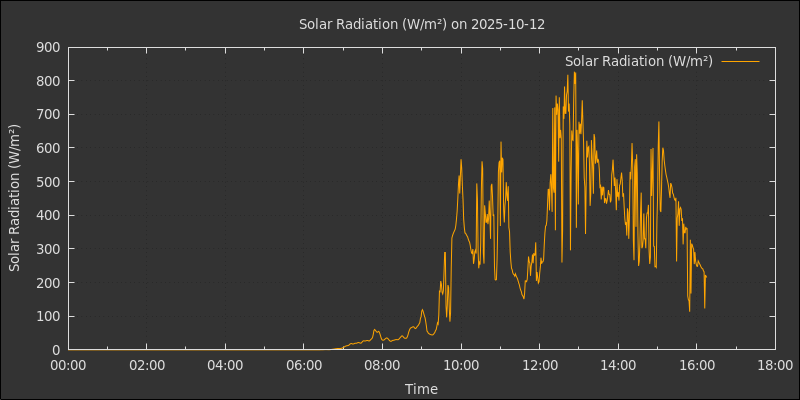 Solar Radiation (W/m²) on 2025-10-12
Solar Radiation (W/m²)
Solar Radiation (W/m²)
900
800
700
600
500
400
300
200
100
0
00:00 02:00 04:00 06:00 08:00 10:00 12:00 14:00 16:00 18:00
Time